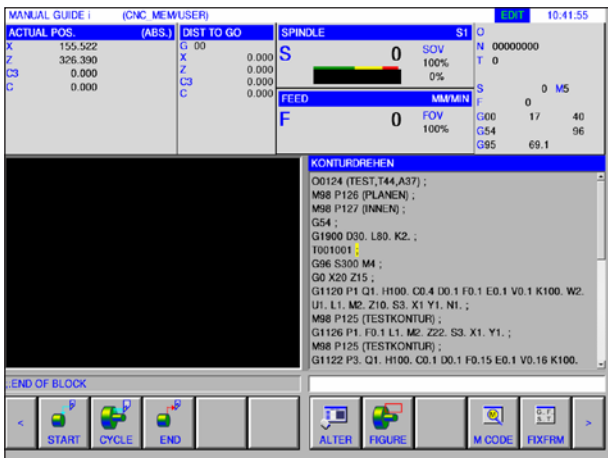 MANUAL GUIDE i (CNC_MEM/USER) EDIT 10:41.55
ACTUAL POS. (ABS.) DIST TO GO SPINDLE S1 O
X 155.522 G 00 S 0 SOV N 00000000
Z 326.390 X 0.000 100% T 0
C3 0.000 Z 0.000 0%
C 0.000 C3 0.000 S 0 M5
C 0.000 FEED MM/MIN F 0
F 0 FOV G00 17 40
100% G54 96
G95 69.1
KONTURDREHEN
O0124 (TEST,T44,A37) ;
M98 P126 (PLANEN) ;
M98 P127 (INNEN) ;
G54 ;
G1900 D30. L80. K2. ;
T001001 ;
G96 S300 M4 ;
G0 X20 Z15 ;
G1120 P1 Q1. H100. C0.4 D0.1 F0.1 E0.1 V0.1 K100. W2.
U1. L1. M2. Z10. S3. X1 Y1. N1. ;
M98 P125 (TESTKONTUR) ;
G1126 P1. F0.1 L1. M2. Z22. S3. X1. Y1. ;
M98 P125 (TESTKONTUR) ;
G1122 P3. Q1. H100. C0.1 D0.1 F0.15 E0.1 V0.16 K100.
;:END OF BLOCK
< START CYCLE END ALTER FIGURE M CODE FIXFRM >